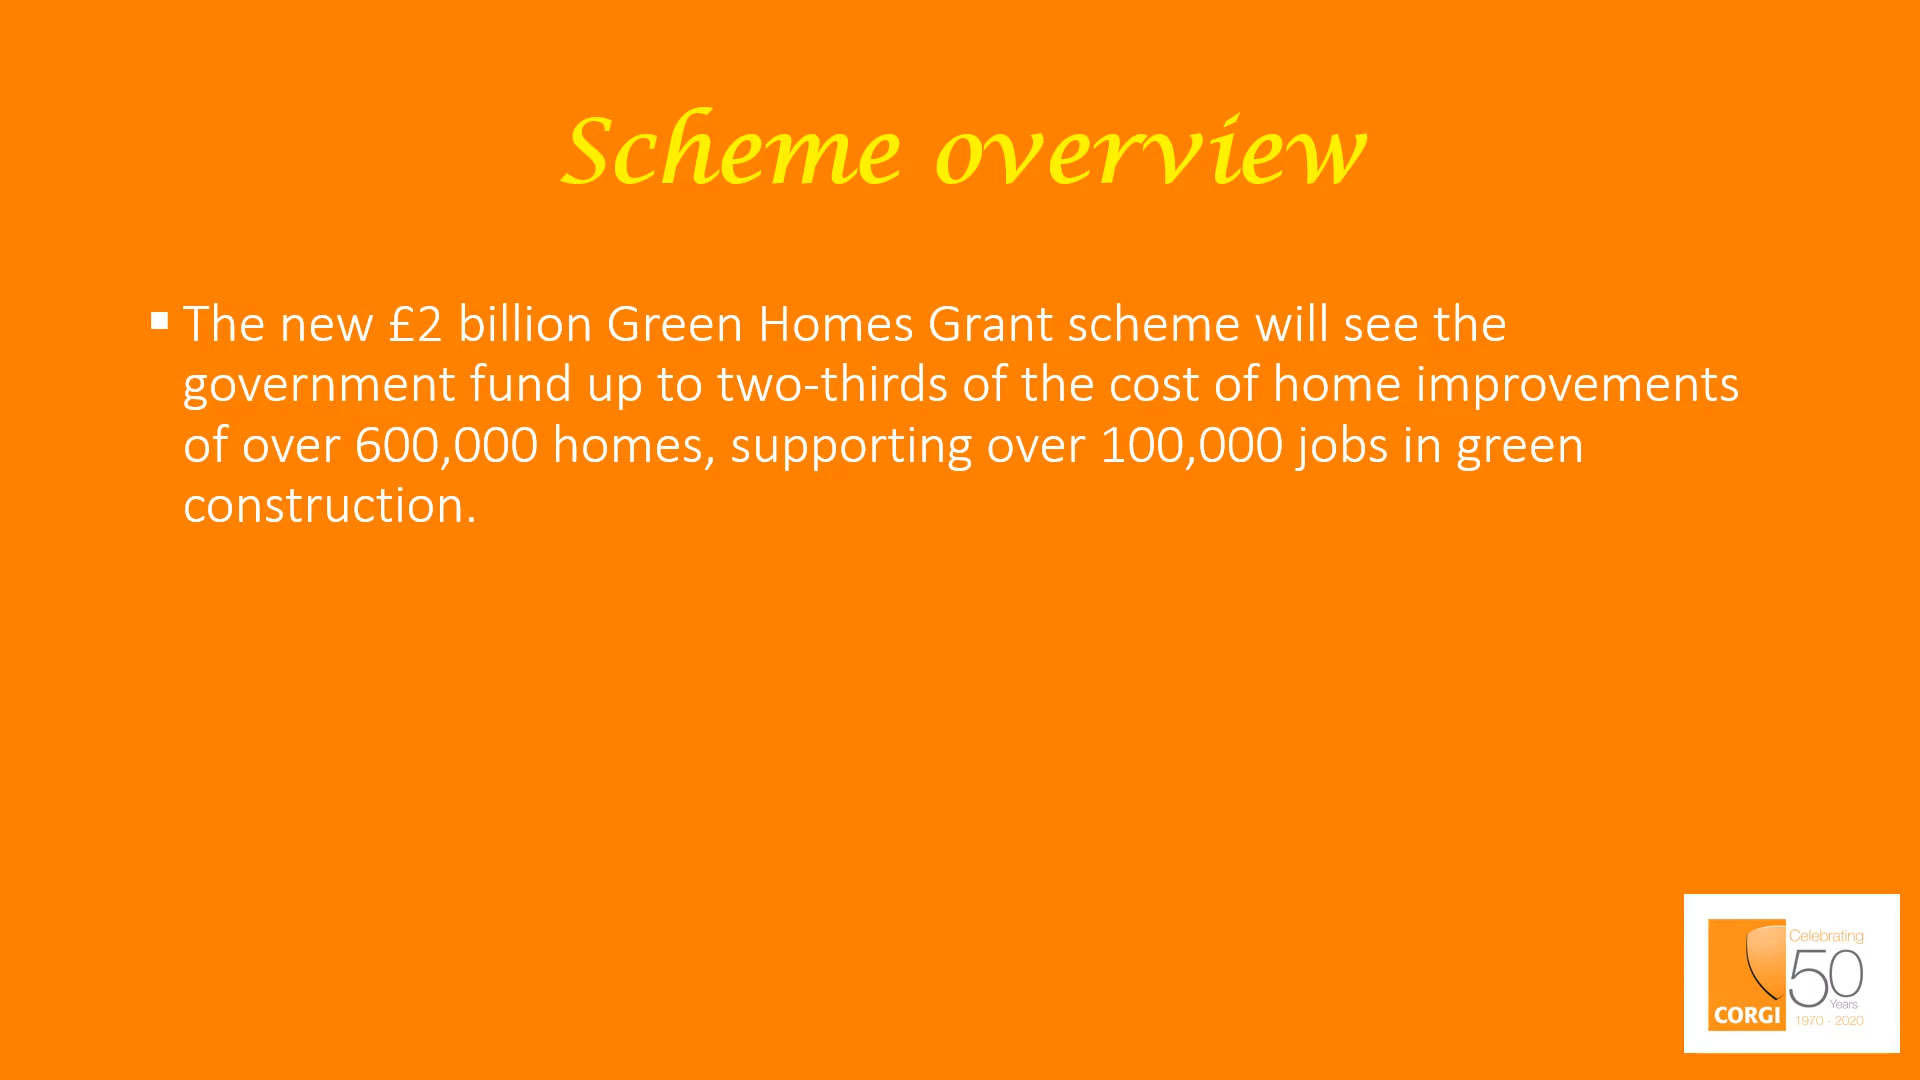 Scheme overview
The new £2 billion Green Homes Grant scheme will see the
government fund up to two-thirds of the cost of home improvements
of over 600,000 homes, supporting over 100,000 jobs in green
construction.
Celebrating
50
Years
CORGI
1970 - 2020